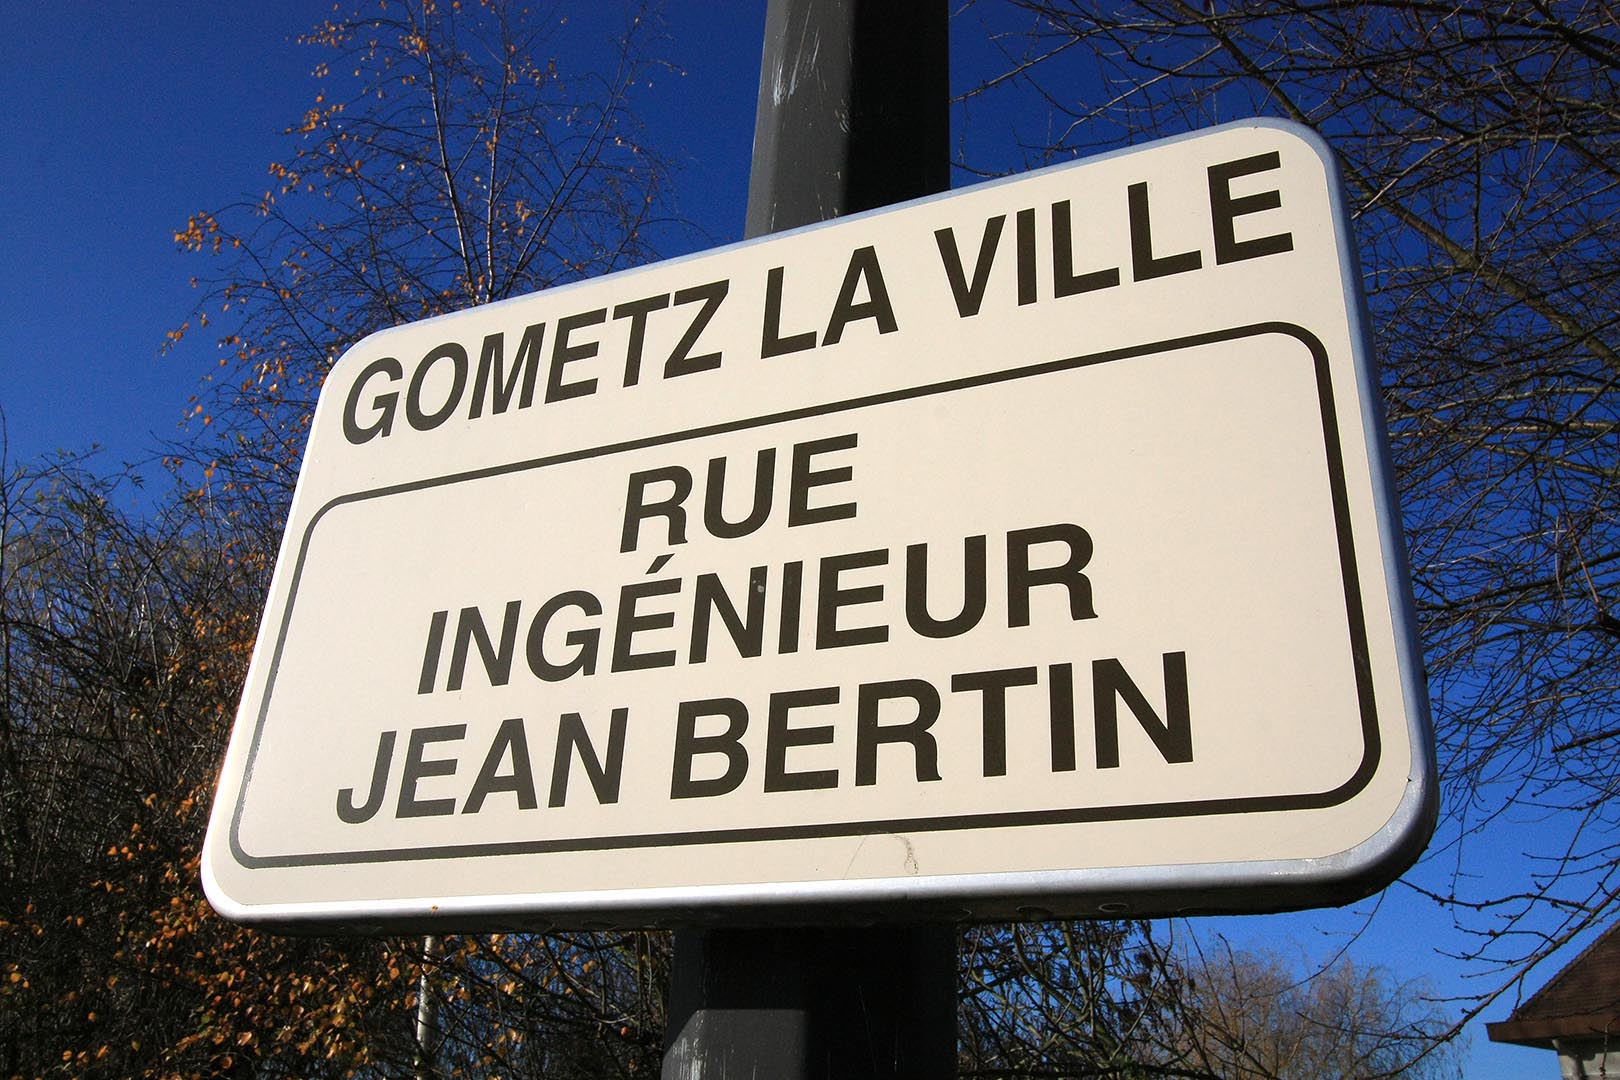 GOMETZ LA VILLE
RUE
INGÉNIEUR
JEAN BERTIN